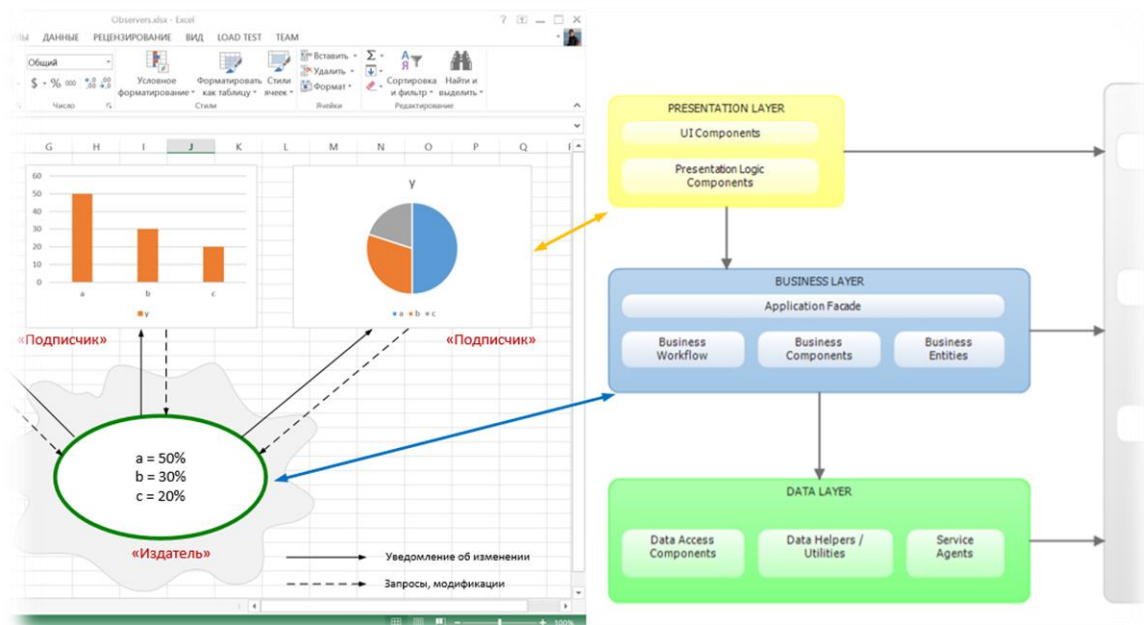 Observers.xlsx - Excel
ДАННЫЕ РЕЦЕНЗИРОВАНИЕ ВИД LOAD TEST TEAM
Общий
$ - % 000
Число
Условное
форматирование
Форматировать
как таблицу
Стили
ячеек
Стили
Вставить
Удалить
Формат
Ячейки
Σ
Сортировка
и фильтр
Найти и
выделить
Редактирование
G H I J K L M N O P Q
60
50
40
30
20
10
0
a b c
y
y
a b c
«Подписчик»
«Подписчик»
a = 50%
b = 30%
c = 20%
«Издатель»
Уведомление об изменении
Запросы, модификации
100%
PRESENTATION LAYER
UI Components
Presentation Logic
Components
BUSINESS LAYER
Application Facade
Business
Workflow
Business
Components
Business
Entities
DATA LAYER
Data Access
Components
Data Helpers /
Utilities
Service
Agents